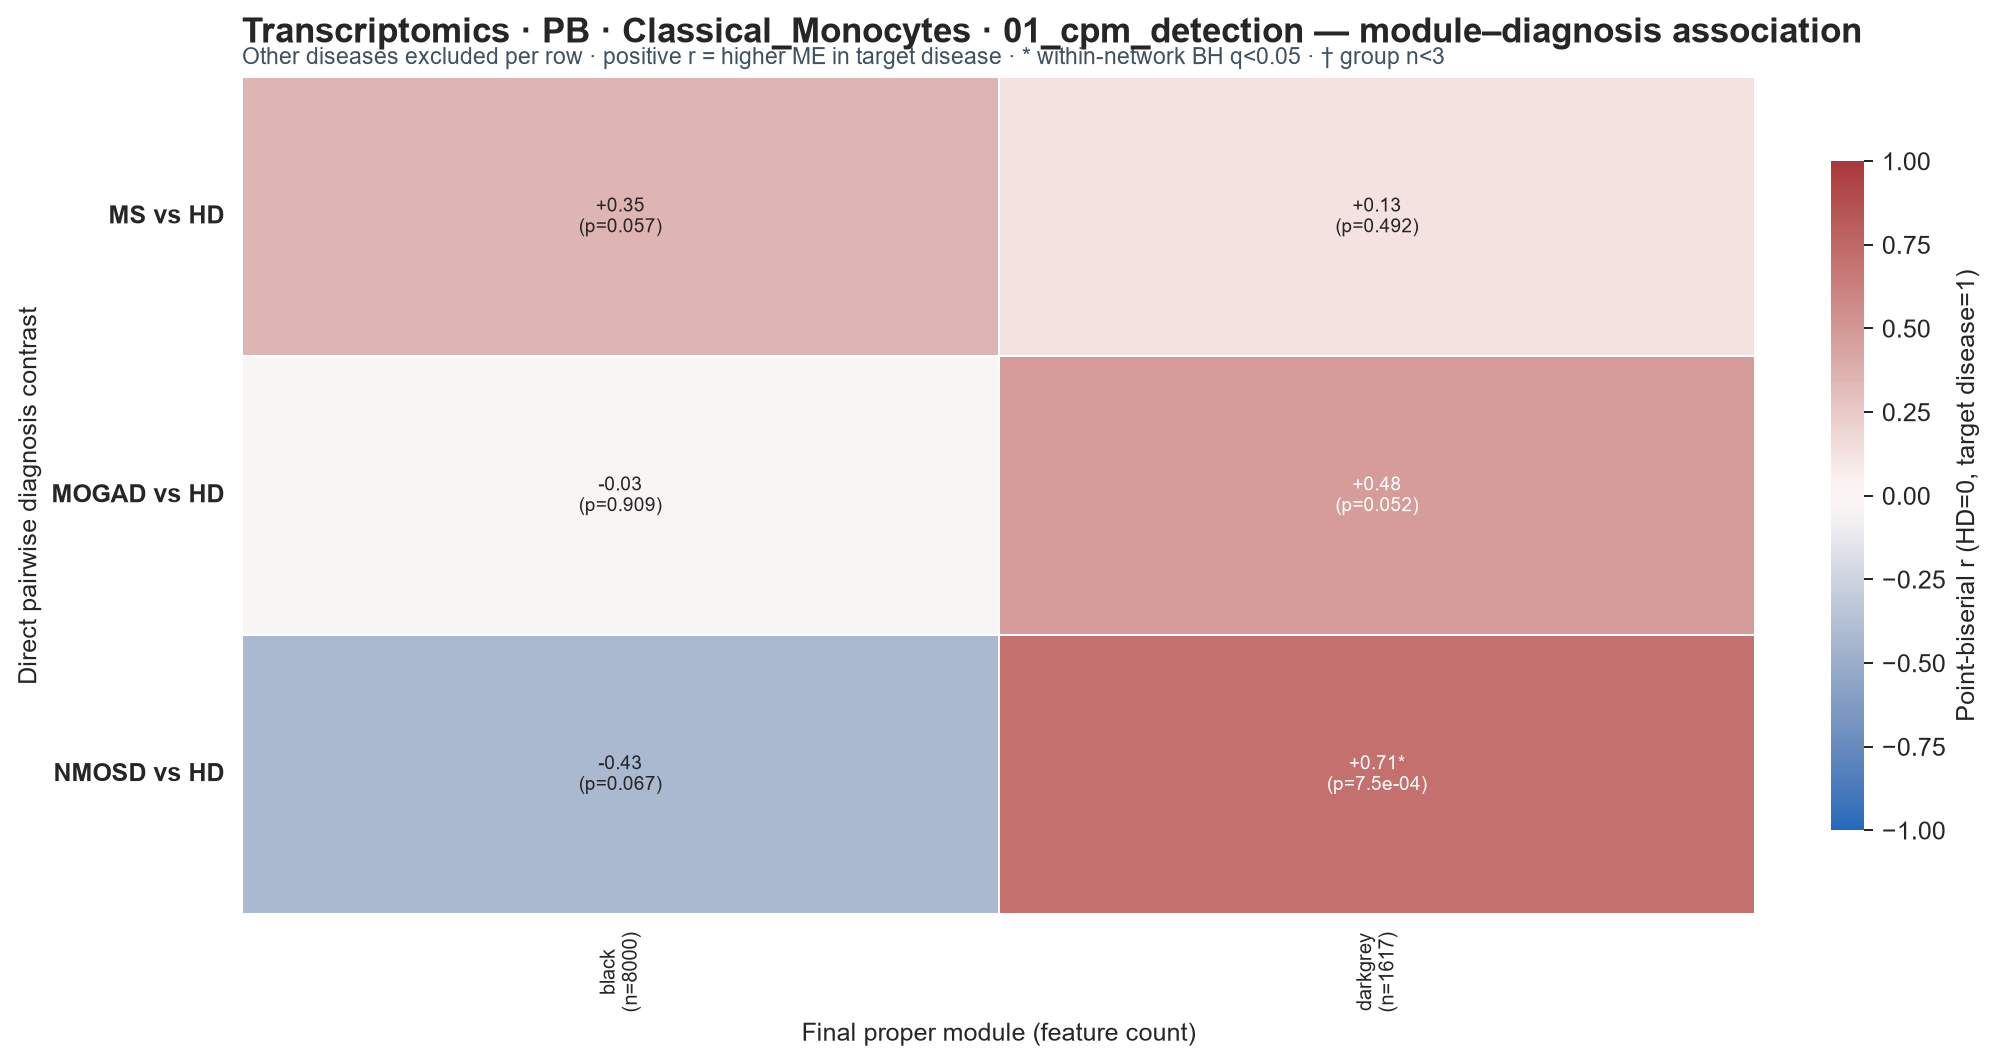 Transcriptomics · PB · Classical_Monocytes · 01_cpm_detection — module–diagnosis association
Other diseases excluded per row · positive r = higher ME in target disease · * within-network BH q<0.05 · † group n<3
Direct pairwise diagnosis contrast
MS vs HD
+0.35
(p=0.057)
+0.13
(p=0.492)
MOGAD vs HD
-0.03
(p=0.909)
+0.48
(p=0.052)
NMOSD vs HD
-0.43
(p=0.067)
+0.71*
(p=7.5e-04)
black
(n=8000)
darkgrey
(n=1617)
Final proper module (feature count)
1.00
0.75
0.50
0.25
0.00
−0.25
−0.50
−0.75
−1.00
Point-biserial r (HD=0, target disease=1)